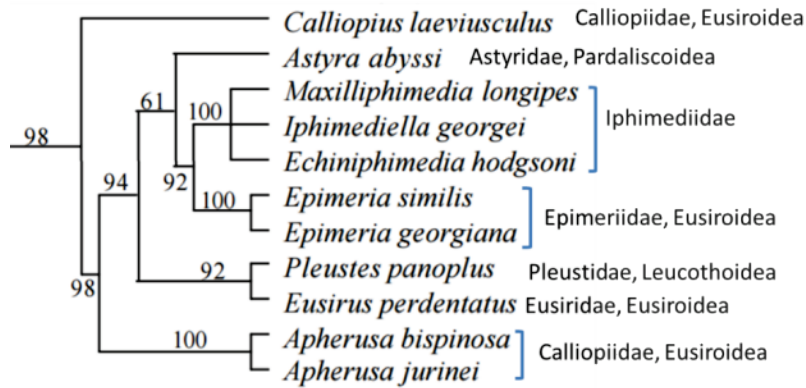 Calliopius laeviusculus Calliopiidae, Eusiroidea
Astyra abyssi Astyridae, Pardaliscoidea
Maxilliphimedia longipes
61 100 Iphimediella georgei Iphimediidae
98
Echiniphimedia hodgsoni
94 92 100 Epimeria similis
Epimeria georgiana Epimeriidae, Eusiroidea
92 Pleustes panoplus Pleustidae, Leucothoidea
98 Eusirus perdentatus Eusiridae, Eusiroidea
100 Apherusa bispinosa
Apherusa jurinei Calliopiidae, Eusiroidea